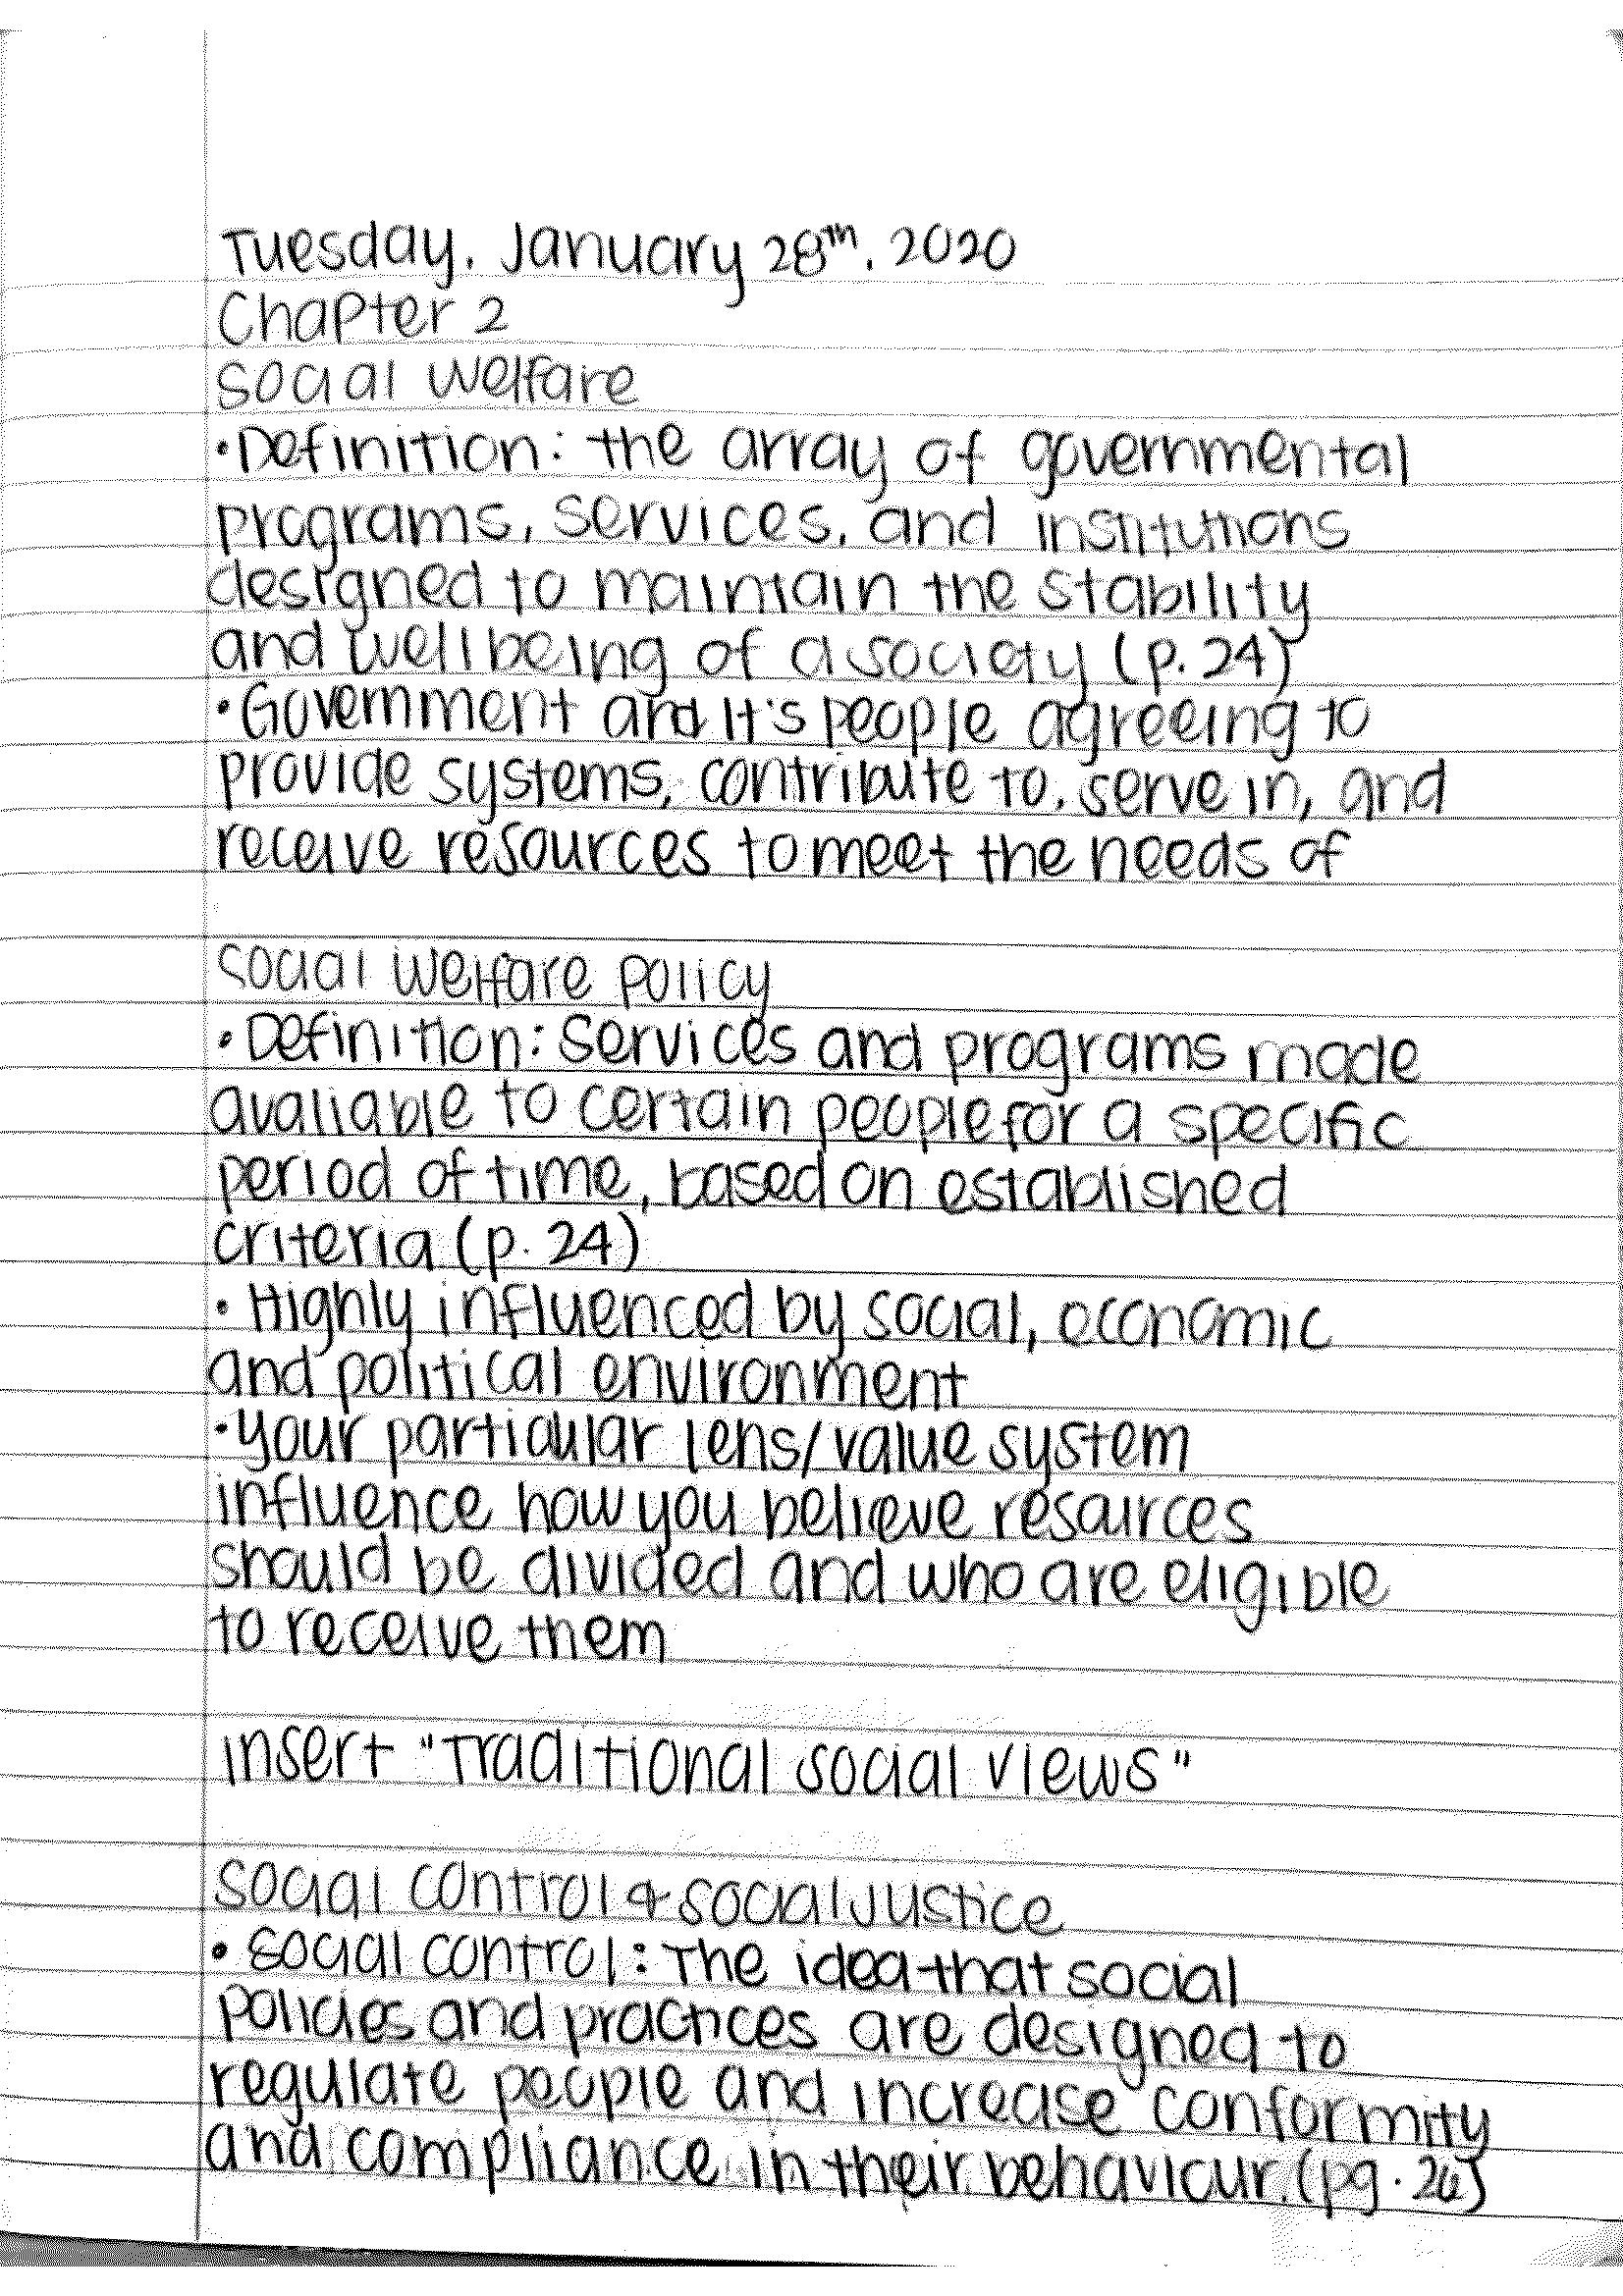 Tuesday, January 28th, 2020
Chapter 2
Social Welfare
• Definition: the array of governmental
programs, services, and institutions
designed to maintain the stability
and wellbeing of a society (p. 24)
• Government and it's people agreeing to
provide systems, contribute to, serve in, and
receive resources to meet the needs of

Social Welfare Policy
• Definition: Services and programs made
avaliable to certain people for a specific
period of time, based on established
criteria (p. 24)
• Highly influenced by social, economic
and political environment
• Your particular lens/value system
influence how you believe resources
should be divided and who are eligible
to receive them

Insert "Traditional Social Views"

Social Control & Social Justice
• Social control: The idea that social
policies and practices are designed to
regulate people and increase conformity
and compliance in their behaviour. (pg. 26)